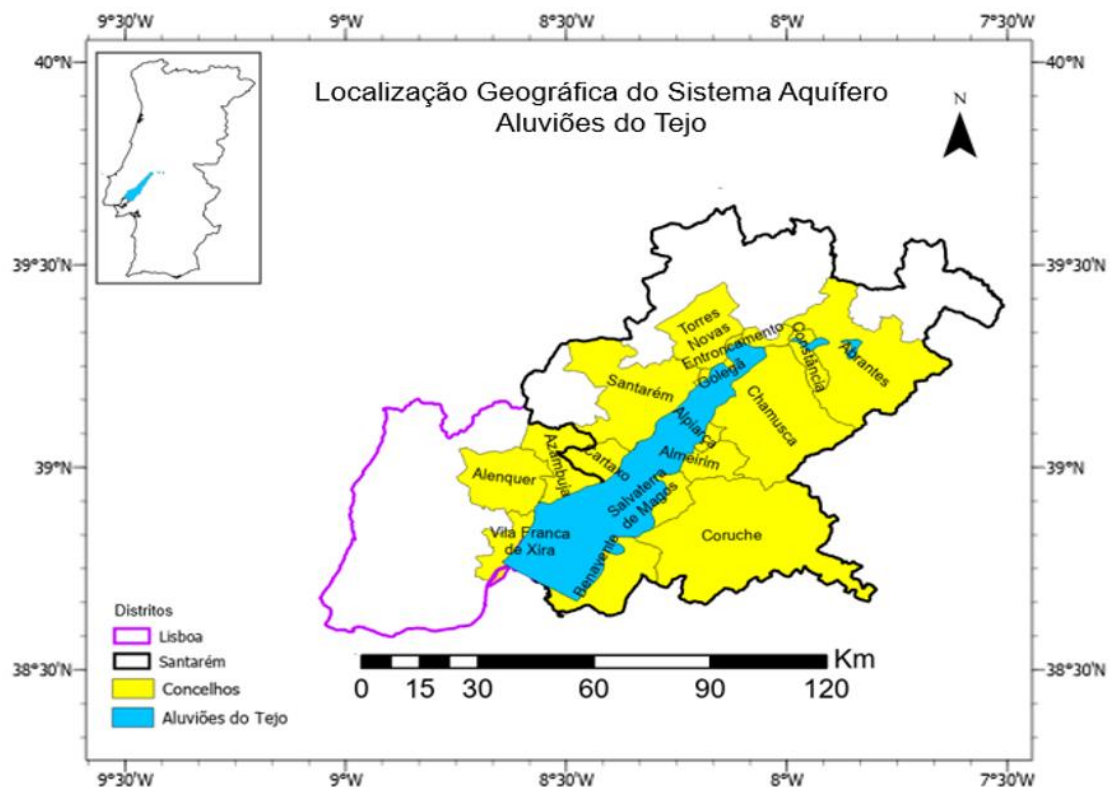 9°30'W 9°W 8°30'W 8°W 7°30'W
40°N 40°N
Localização Geográfica do Sistema Aquífero
Aluviões do Tejo
N
39°30'N 39°30'N
Torres
Novas
Entroncamento
Constância
Abrantes
Golegã
Santarém
Chamusca
Alpiarça
Almeirim
39°N 39°N
Azambuja
Cartaxo
Alenquer
Salvaterra
de Magos
Vila Franca
de Xira
Coruche
Benavente
Distritos
Lisboa
Santarém
Concelhos
Aluviões do Tejo
Km
0 15 30 60 90 120
38°30'N 38°30'N
9°30'W 9°W 8°30'W 8°W 7°30'W